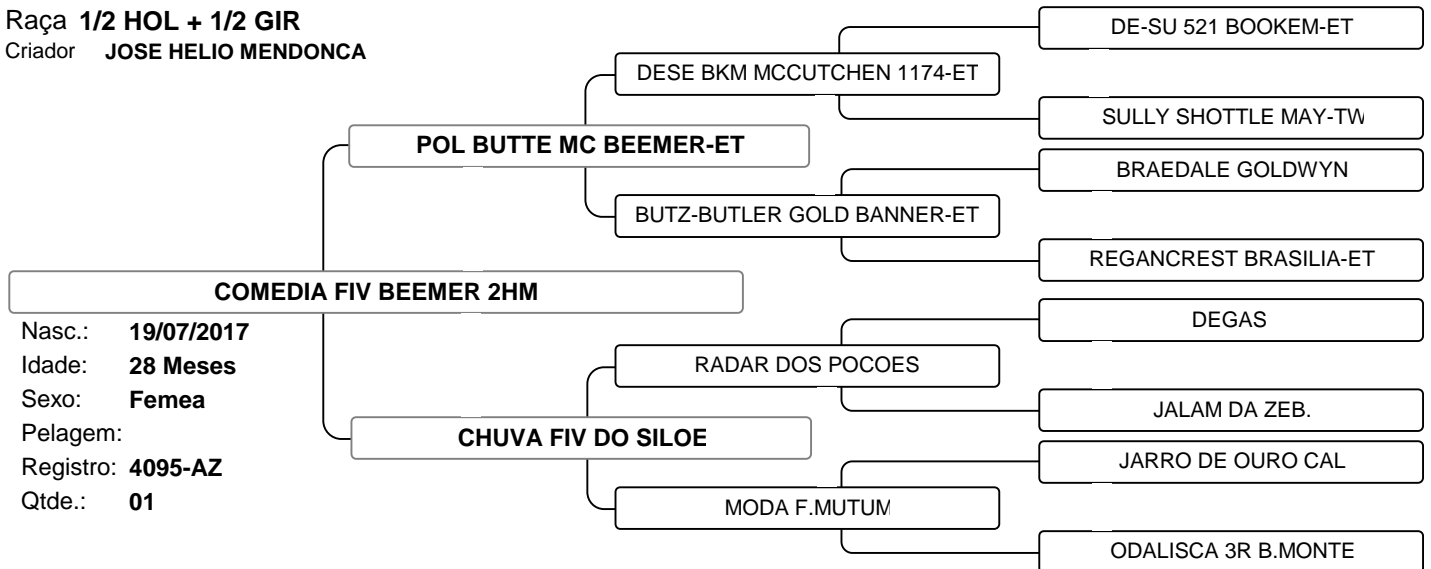 Raça 1/2 HOL + 1/2 GIR
Criador JOSE HELIO MENDONCA
DE-SU 521 BOOKEM-ET
DESE BKM MCCUTCHEN 1174-ET
SULLY SHOTTLE MAY-TW
POL BUTTE MC BEEMER-ET
BRAEDALE GOLDWYN
BUTZ-BUTLER GOLD BANNER-ET
REGANCREST BRASILIA-ET
COMEDIA FIV BEEMER 2HM
Nasc.: 19/07/2017
Idade: 28 Meses
Sexo: Femea
Pelagem:
Registro: 4095-AZ
Qtde.: 01
DEGAS
RADAR DOS POCOES
JALAM DA ZEB.
CHUVA FIV DO SILOE
JARRO DE OURO CAL
MODA F.MUTUM
ODALISCA 3R B.MONTE